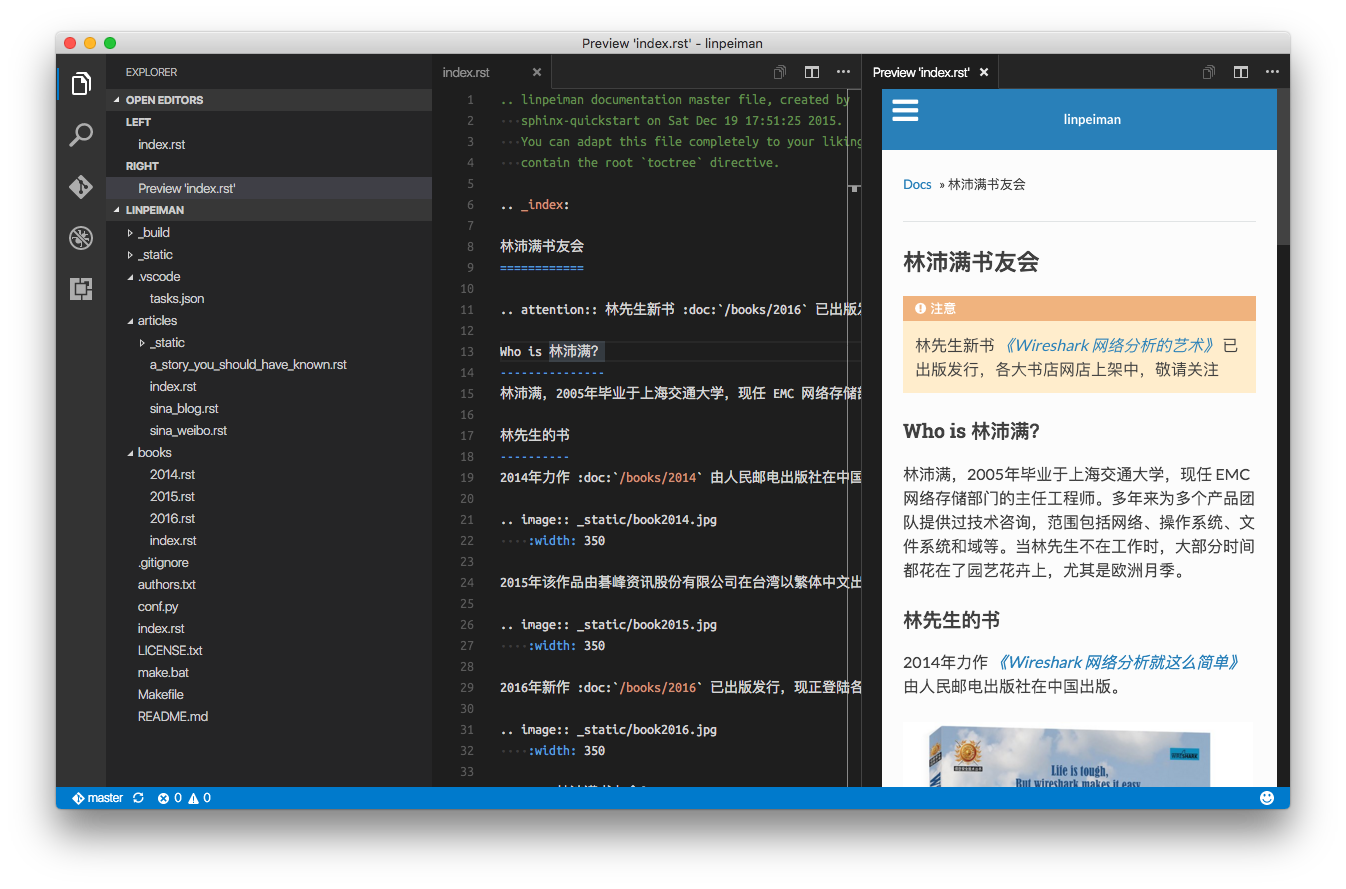 Preview 'index.rst' - linpeiman
EXPLORER
OPEN EDITORS
LEFT
index.rst
RIGHT
Preview 'index.rst'
LINPEIMAN
_build
_static
.vscode
tasks.json
articles
_static
a_story_you_should_have_known.rst
index.rst
sina_blog.rst
sina_weibo.rst
books
2014.rst
2015.rst
2016.rst
index.rst
.gitignore
authors.txt
conf.py
index.rst
LICENSE.txt
make.bat
Makefile
README.md
index.rst
1 .. linpeiman documentation master file, created by
2 sphinx-quickstart on Sat Dec 19 17:51:25 2015.
3 You can adapt this file completely to your liking
4 contain the root `toctree` directive.
5
6 .. _index:
7
8 林沛满书友会
9 ============
10
11 .. attention:: 林先生新书 :doc:`/books/2016` 已出版发
12
13 Who is 林沛满？
14 ---------------
15 林沛满，2005年毕业于上海交通大学，现任 EMC 网络存储部
16
17 林先生的书
18 ----------
19 2014年力作 :doc:`/books/2014` 由人民邮电出版社在中国
20
21 .. image:: _static/book2014.jpg
22 :width: 350
23
24 2015年该作品由碁峰资讯股份有限公司在台湾以繁体中文出
25
26 .. image:: _static/book2015.jpg
27 :width: 350
28
29 2016年新作 :doc:`/books/2016` 已出版发行，现正登陆各
30
31 .. image:: _static/book2016.jpg
32 :width: 350
33
Preview 'index.rst'
linpeiman
Docs » 林沛满书友会
林沛满书友会
注意
林先生新书 《Wireshark 网络分析的艺术》 已
出版发行，各大书店网店上架中，敬请关注
Who is 林沛满？
林沛满，2005年毕业于上海交通大学，现任 EMC
网络存储部门的主任工程师。多年来为多个产品团
队提供过技术咨询，范围包括网络、操作系统、文
件系统和域等。当林先生不在工作时，大部分时间
都花在了园艺花卉上，尤其是欧洲月季。
林先生的书
2014年力作 《Wireshark 网络分析就这么简单》
由人民邮电出版社在中国出版。
Life is tough,
But wireshark makes it easy
master 0 0